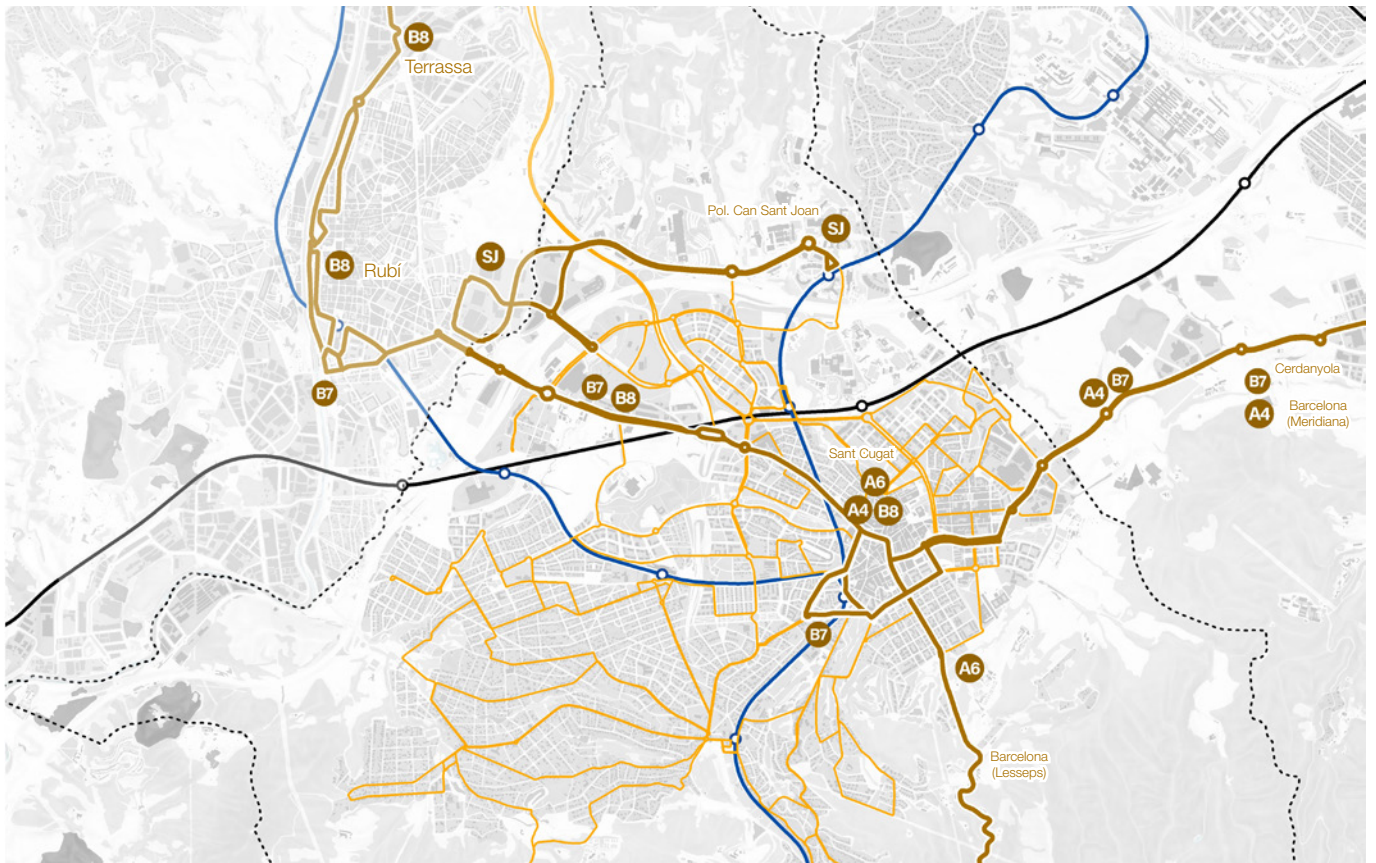 B8
Terrassa
Pol. Can Sant Joan
SJ
SJ
B8
Rubí
B7
B7
B8
A4
B7
Cerdanyola
B7
A4
Barcelona
(Meridiana)
Sant Cugat
A6
A4
B8
B7
A6
Barcelona
(Lesseps)